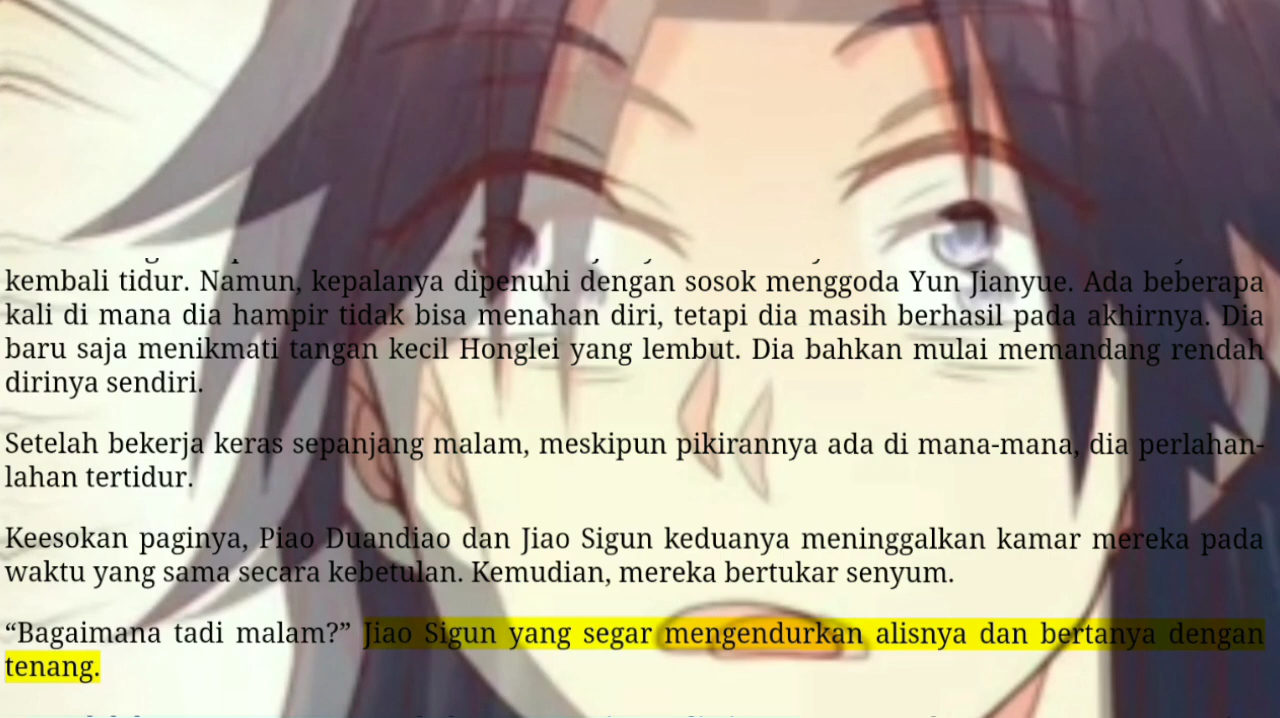 kembali tidur. Namun, kepalanya dipenuhi dengan sosok menggoda Yun Jianyue. Ada beberapa
kali di mana dia hampir tidak bisa menahan diri, tetapi dia masih berhasil pada akhirnya. Dia
baru saja menikmati tangan kecil Honglei yang lembut. Dia bahkan mulai memandang rendah
dirinya sendiri.
Setelah bekerja keras sepanjang malam, meskipun pikirannya ada di mana-mana, dia perlahan-
lahan tertidur.
Keesokan paginya, Piao Duandiao dan Jiao Sigun keduanya meninggalkan kamar mereka pada
waktu yang sama secara kebetulan. Kemudian, mereka bertukar senyum.
“Bagaimana tadi malam?” Jiao Sigun yang segar mengendurkan alisnya dan bertanya dengan
tenang.